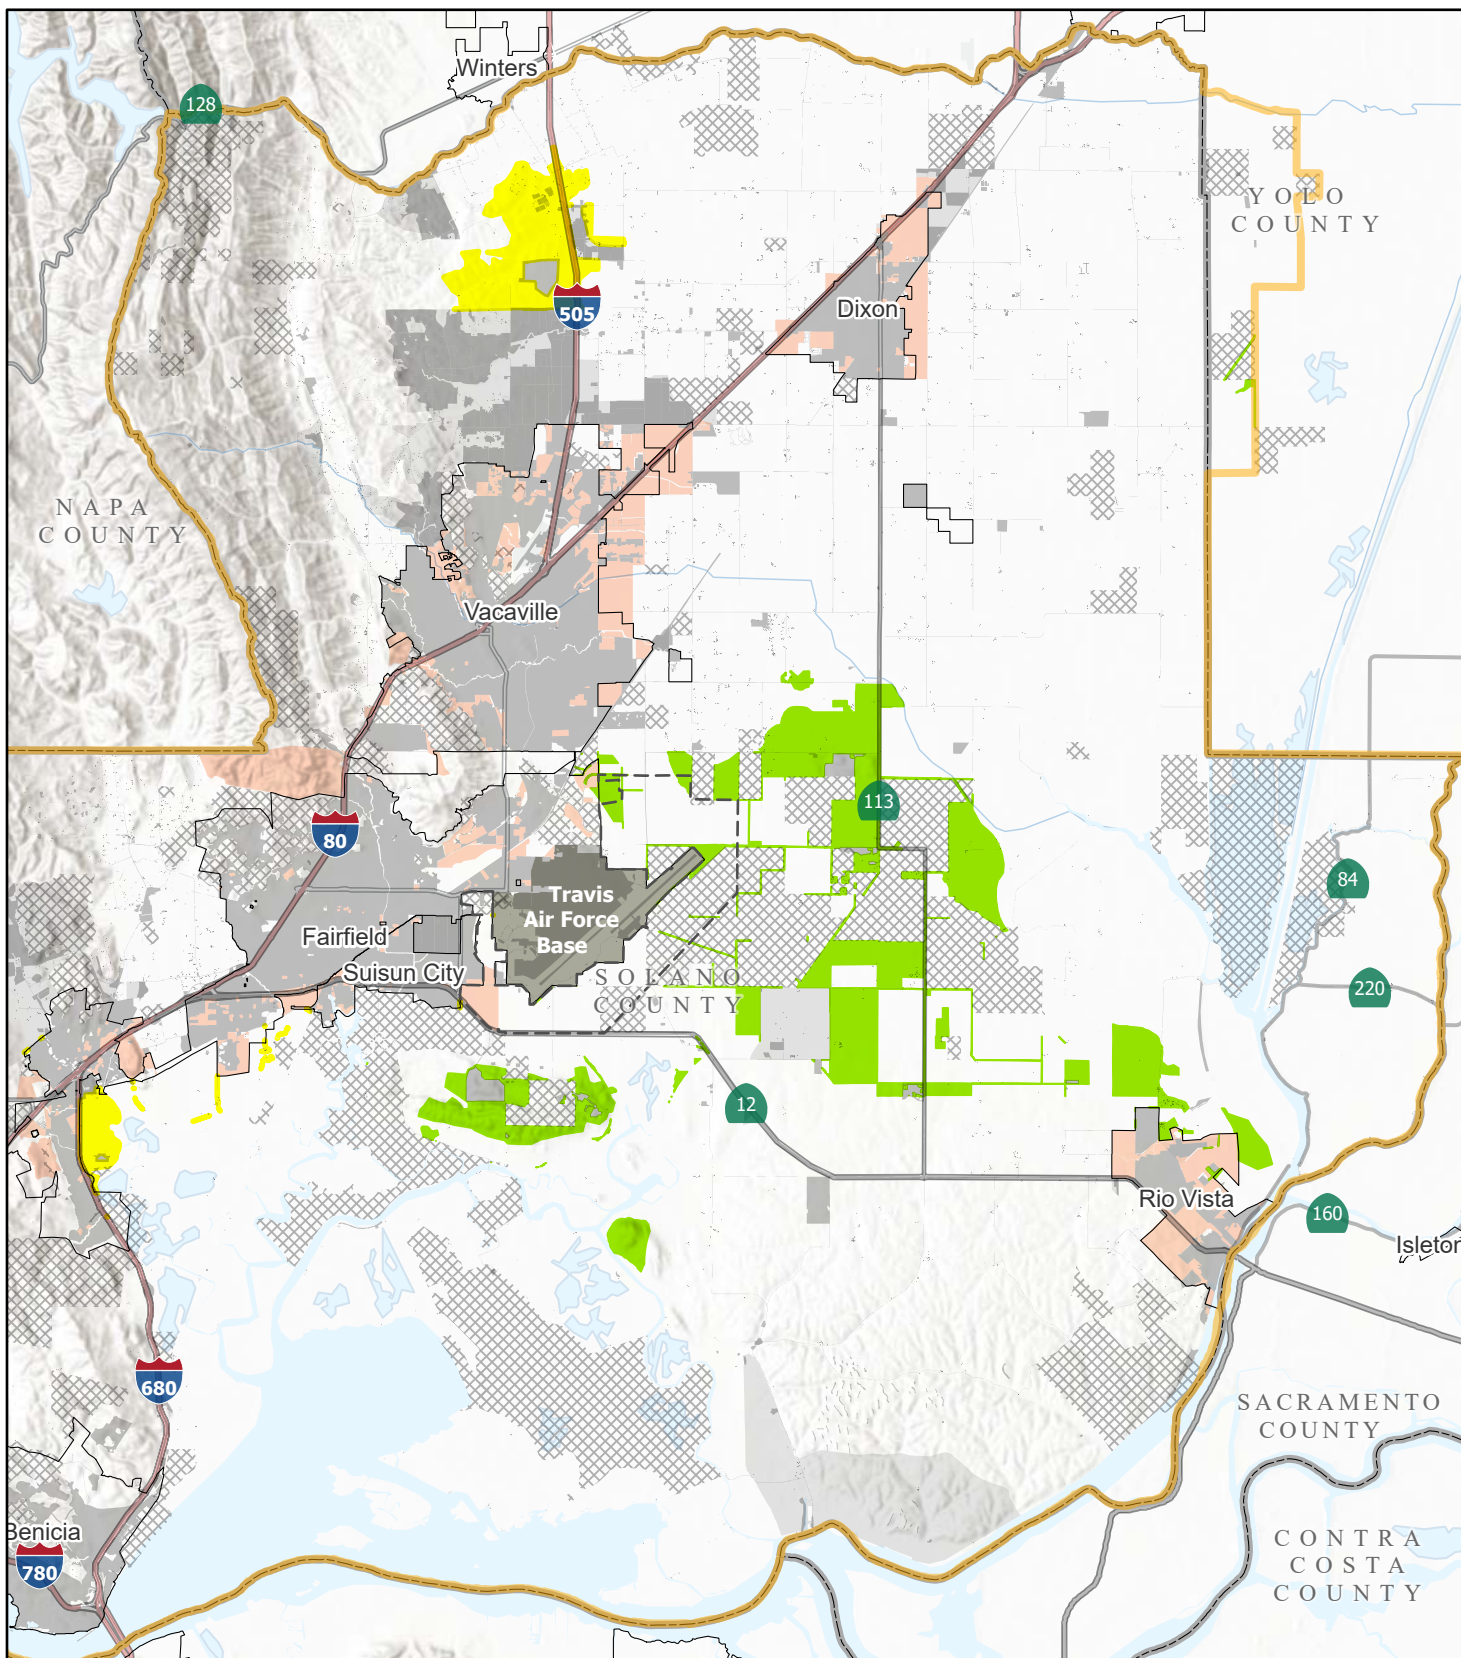 Winters
128
YOLO
COUNTY
505
Dixon
NAPA
COUNTY
Vacaville
113
80
84
Travis
Air Force
Base
Fairfield
Suisun City
SOLANO
COUNTY
220
12
Rio Vista
160
Isleton
680
SACRAMENTO
COUNTY
Benicia
780
CONTRA
COSTA
COUNTY